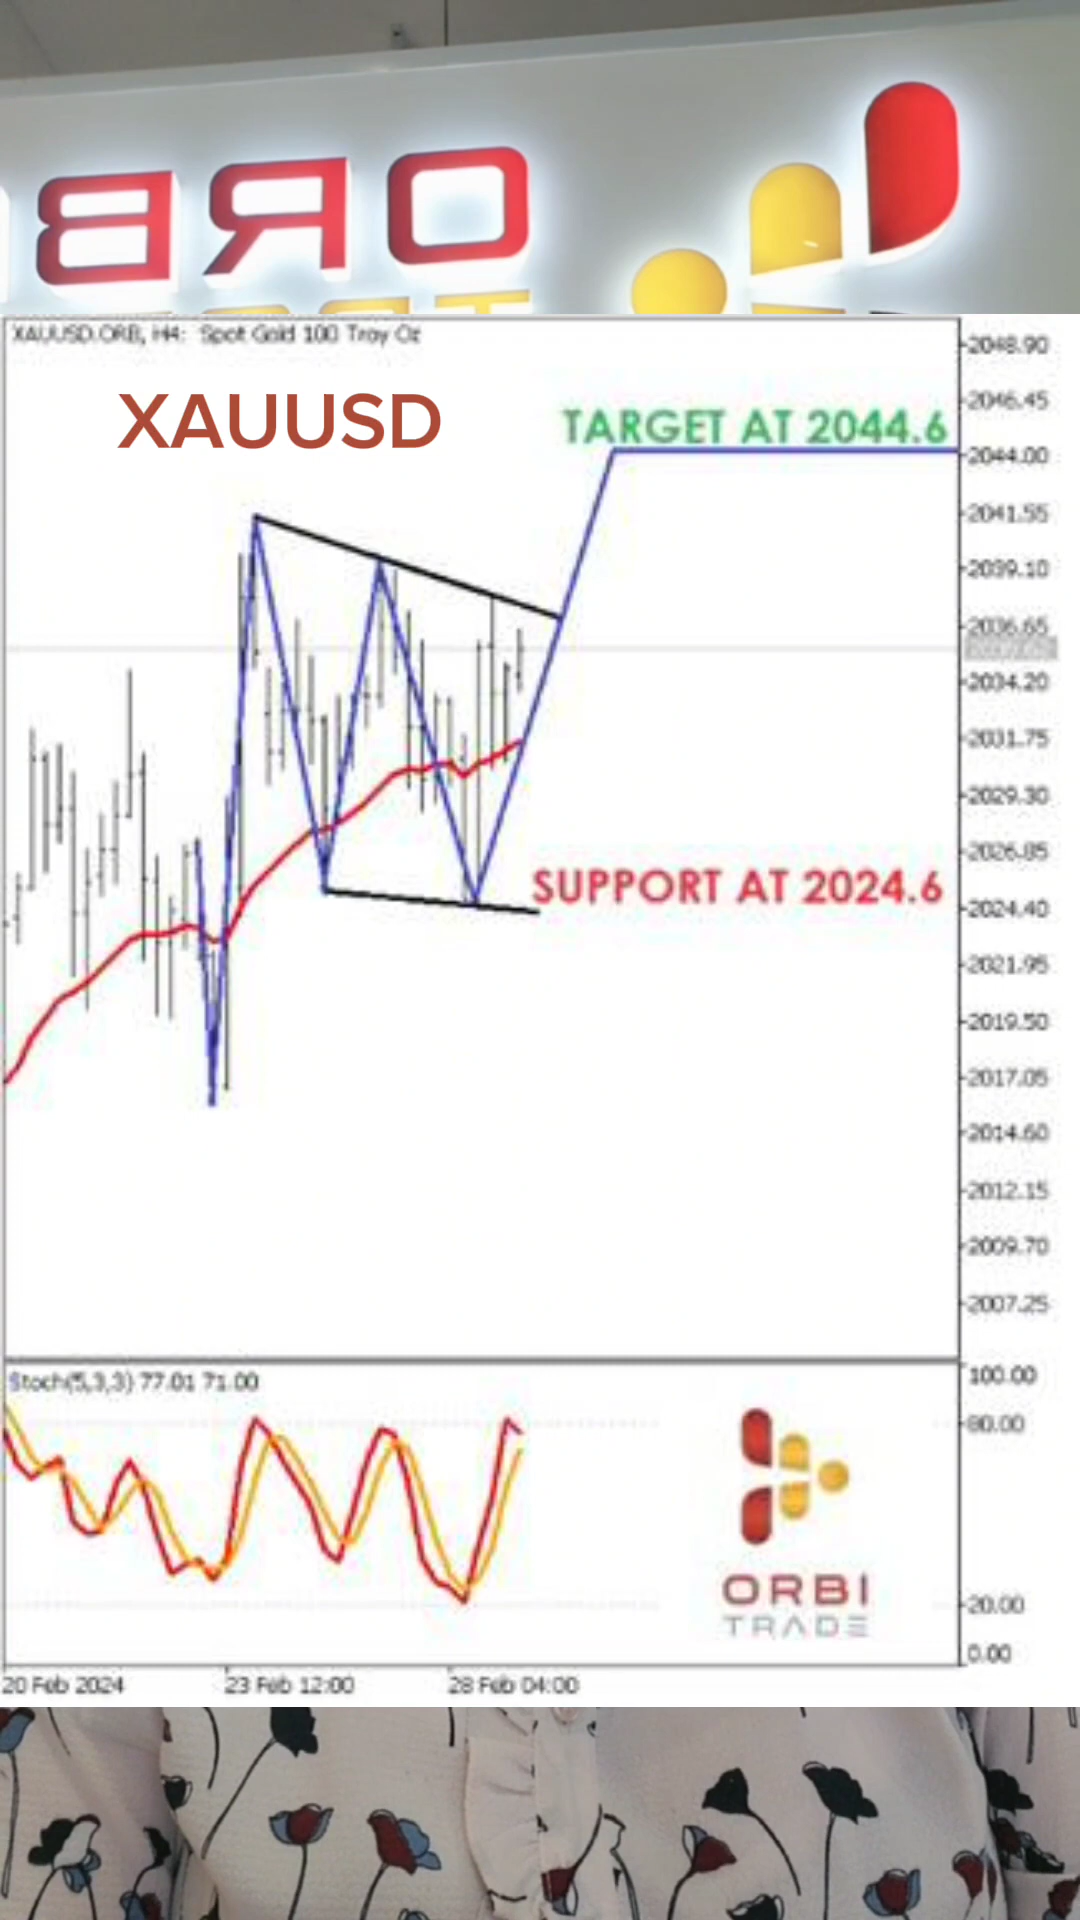 ORB
XAUUSD.ORB, H4: Spot Gold 100 Troy Oz
XAUUSD
TARGET AT 2044.6
SUPPORT AT 2024.6
2048.90
2046.45
2044.00
2041.55
2039.10
2036.65
2034.20
2031.75
2029.30
2026.85
2024.40
2021.95
2019.50
2017.05
2014.60
2012.15
2009.70
2007.25
Stoch(5,3,3) 77.01 71.00
100.00
80.00
20.00
0.00
ORBI
TRADE
20 Feb 2024
23 Feb 12:00
28 Feb 04:00